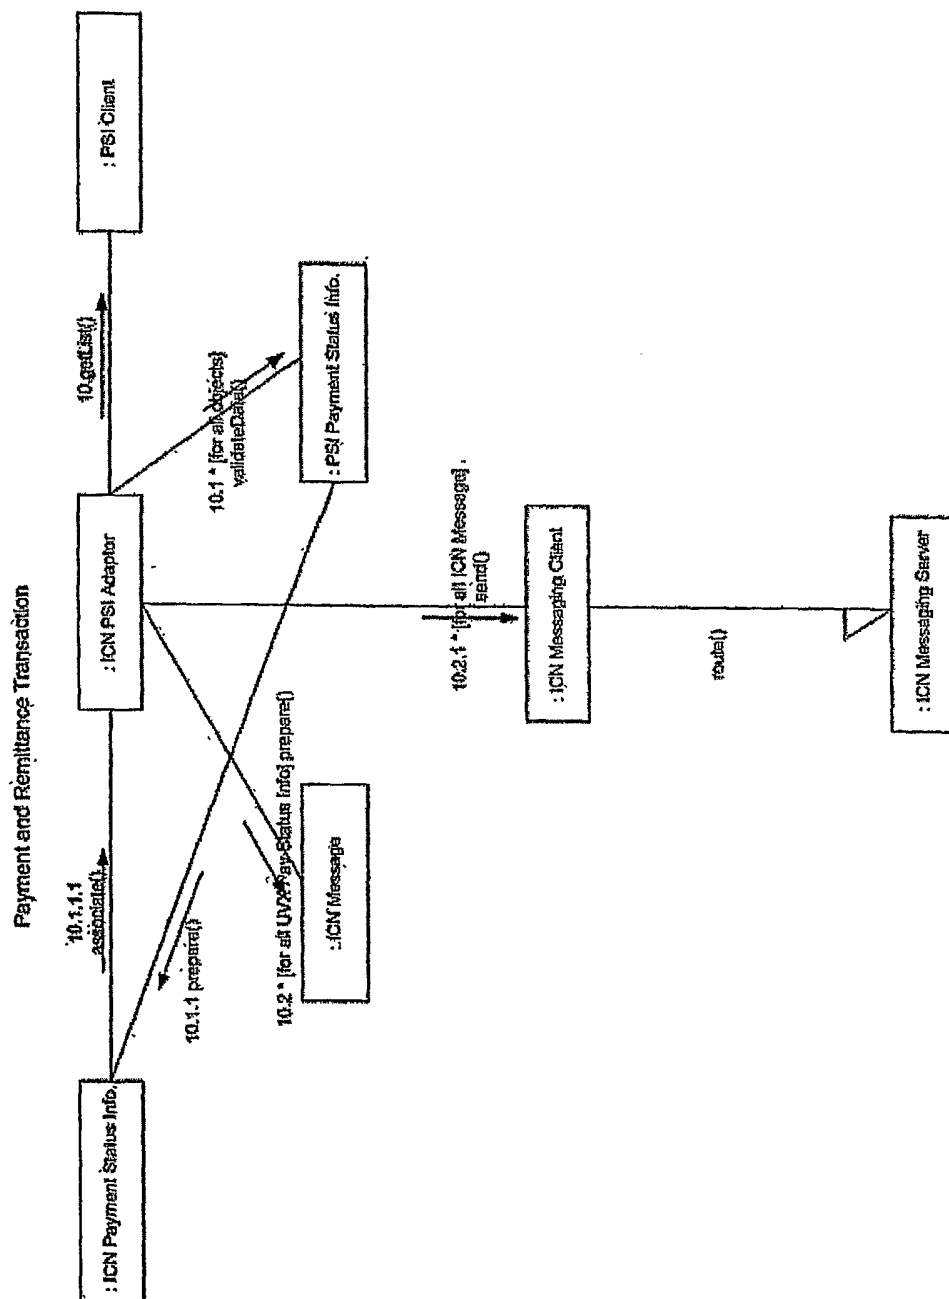 Payment and Remittance Transaction
: ICN Payment Status Info.
10.1.1.1
associate()
: ICN PSI Adaptor
10.getList()
: PSI Client
10.1.1 prepare()
10.2 * [for all UVX Pay Status Info] prepare()
: ICN Message
10.1 * [for all objects]
validateData()
: PSI Payment Status Info.
10.2.1 * [for all ICN Message] .
send()
: ICN Messaging Client
route()
: ICN Messaging Server